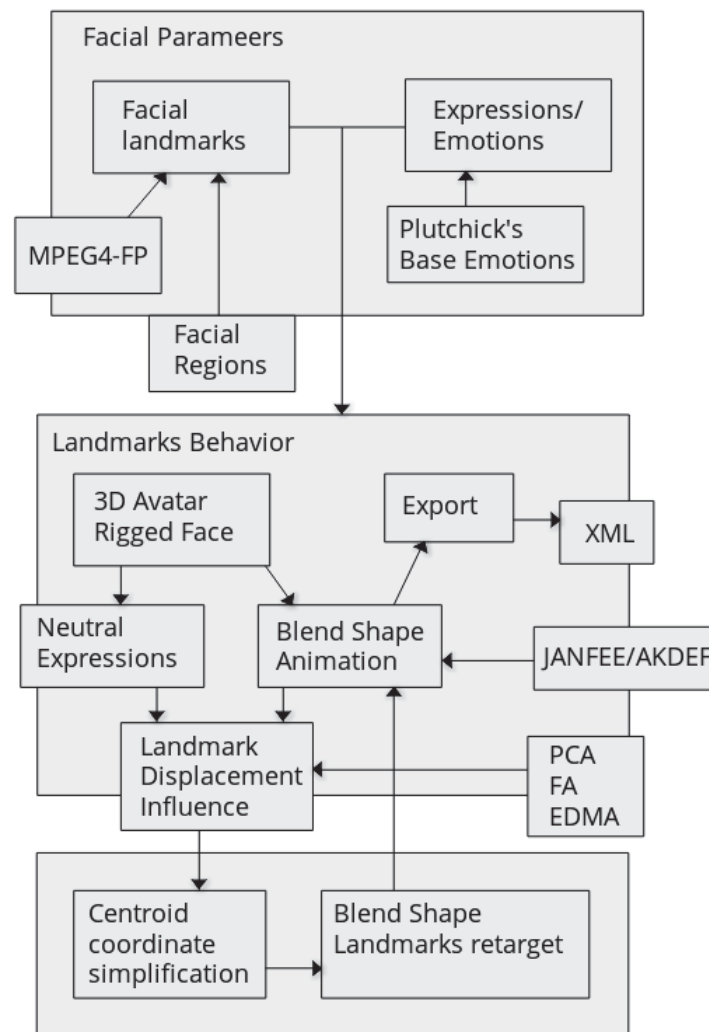 Facial Parameers
Facial
landmarks
Expressions/
Emotions
MPEG4-FP
Plutchick's
Base Emotions
Facial
Regions
Landmarks Behavior
3D Avatar
Rigged Face
Export
XML
Neutral
Expressions
Blend Shape
Animation
JANFEE/AKDEF
Landmark
Displacement
Influence
PCA
FA
EDMA
Centroid
coordinate
simplification
Blend Shape
Landmarks retarget